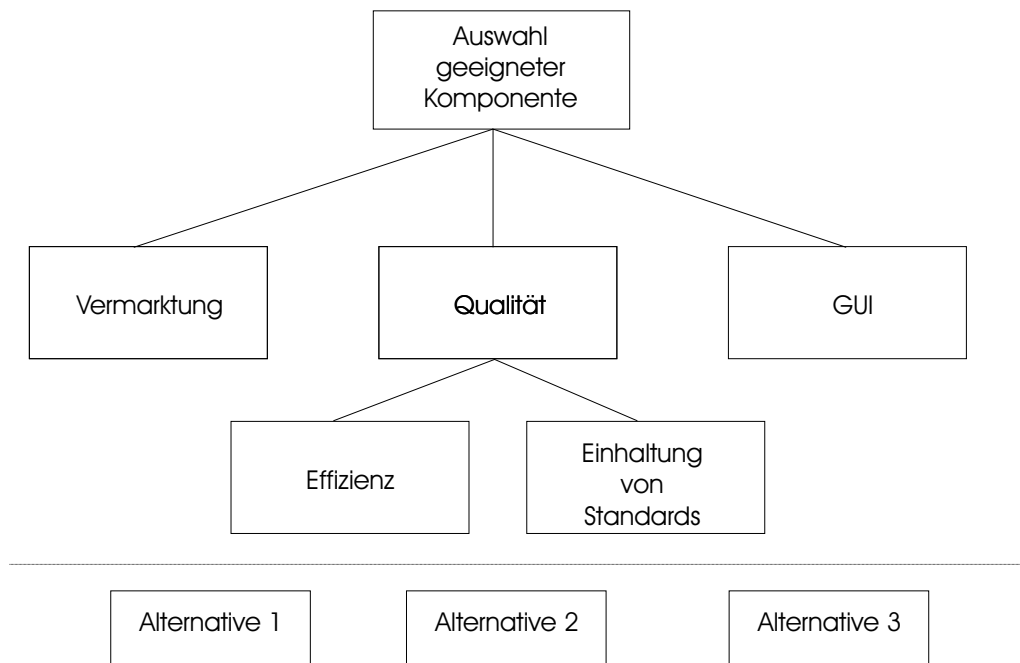 Auswahl
geeigneter
Komponente
Vermarktung
Qualität
GUI
Effizienz
Einhaltung
von
Standards
Alternative 1
Alternative 2
Alternative 3